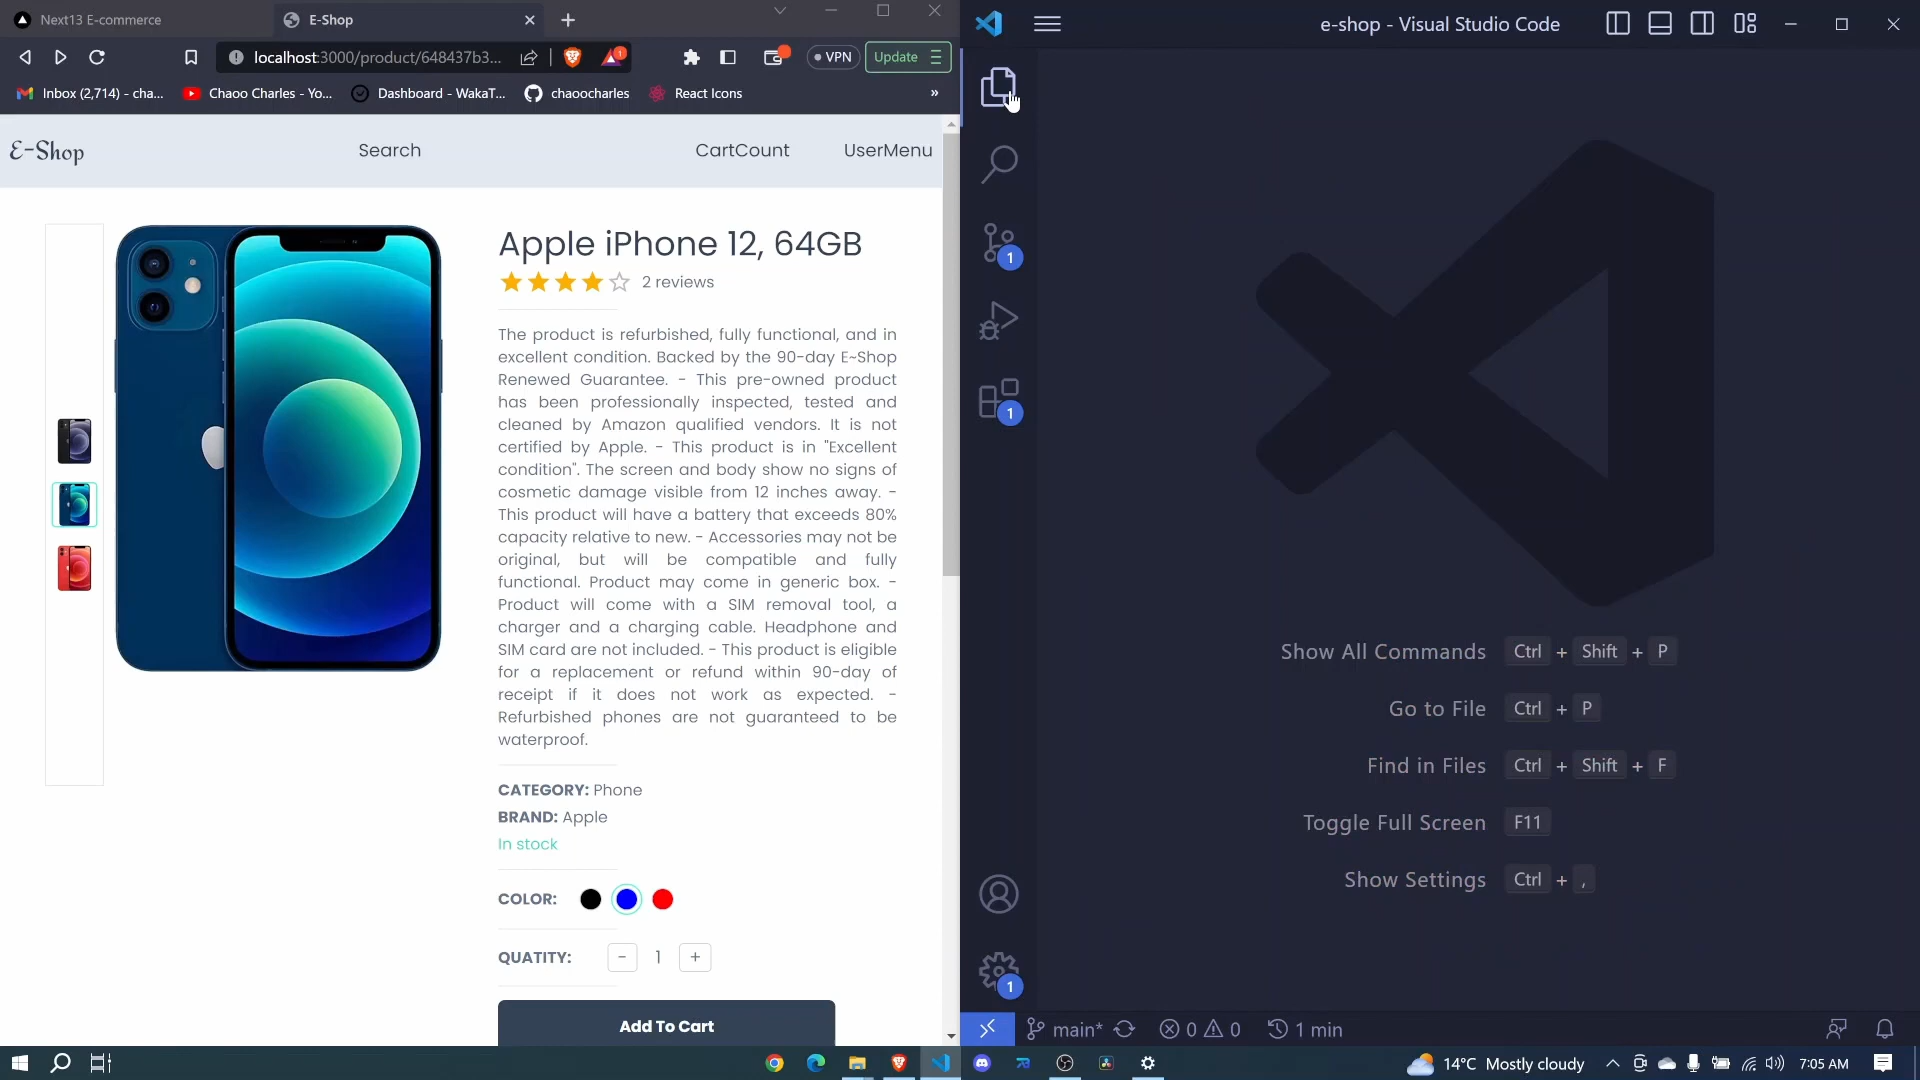 Next13 E-commerce
E-Shop
localhost:3000/product/648437b3...
1
VPN
Update
Inbox (2,714) - cha...
Chaoo Charles - Yo...
Dashboard - WakaT...
chaoocharles
React Icons
»
E-Shop
Search
CartCount
UserMenu
Apple iPhone 12, 64GB
2 reviews
The product is refurbished, fully functional, and in
excellent condition. Backed by the 90-day E~Shop
Renewed Guarantee. - This pre-owned product
has been professionally inspected, tested and
cleaned by Amazon qualified vendors. It is not
certified by Apple. - This product is in "Excellent
condition". The screen and body show no signs of
cosmetic damage visible from 12 inches away. -
This product will have a battery that exceeds 80%
capacity relative to new. - Accessories may not be
original, but will be compatible and fully
functional. Product may come in generic box. -
Product will come with a SIM removal tool, a
charger and a charging cable. Headphone and
SIM card are not included. - This product is eligible
for a replacement or refund within 90-day of
receipt if it does not work as expected. -
Refurbished phones are not guaranteed to be
waterproof.
CATEGORY: Phone
BRAND: Apple
In stock
COLOR:
QUATITY: - 1 +
Add To Cart
e-shop - Visual Studio Code
1
1
1
Show All Commands Ctrl + Shift + P
Go to File Ctrl + P
Find in Files Ctrl + Shift + F
Toggle Full Screen F11
Show Settings Ctrl + ,
main* 0 0 1 min
14°C Mostly cloudy 7:05 AM